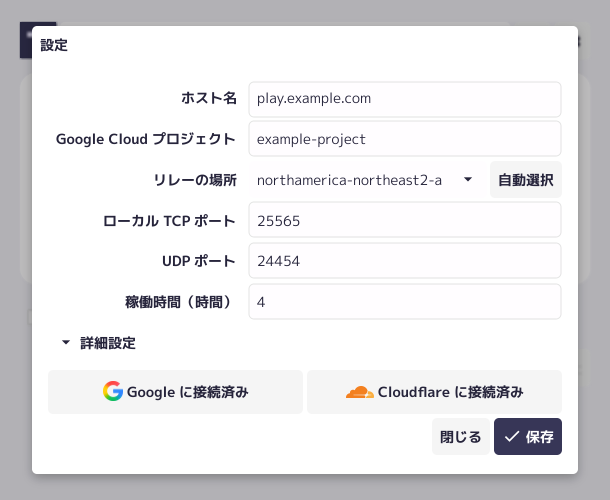 設定
ホスト名 play.example.com
Google Cloud プロジェクト example-project
リレーの場所 northamerica-northeast2-a 自動選択
ローカル TCP ポート 25565
UDP ポート 24454
稼働時間（時間） 4
詳細設定
Google に接続済み Cloudflare に接続済み
閉じる 保存